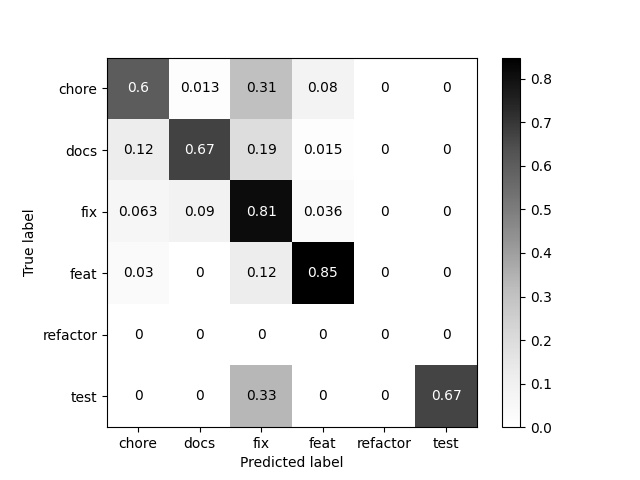 chore 0.6 0.013 0.31 0.08 0 0
docs 0.12 0.67 0.19 0.015 0 0
fix 0.063 0.09 0.81 0.036 0 0
feat 0.03 0 0.12 0.85 0 0
refactor 0 0 0 0 0 0
test 0 0 0.33 0 0 0.67
chore docs fix feat refactor test
Predicted label
True label
0.8
0.7
0.6
0.5
0.4
0.3
0.2
0.1
0.0